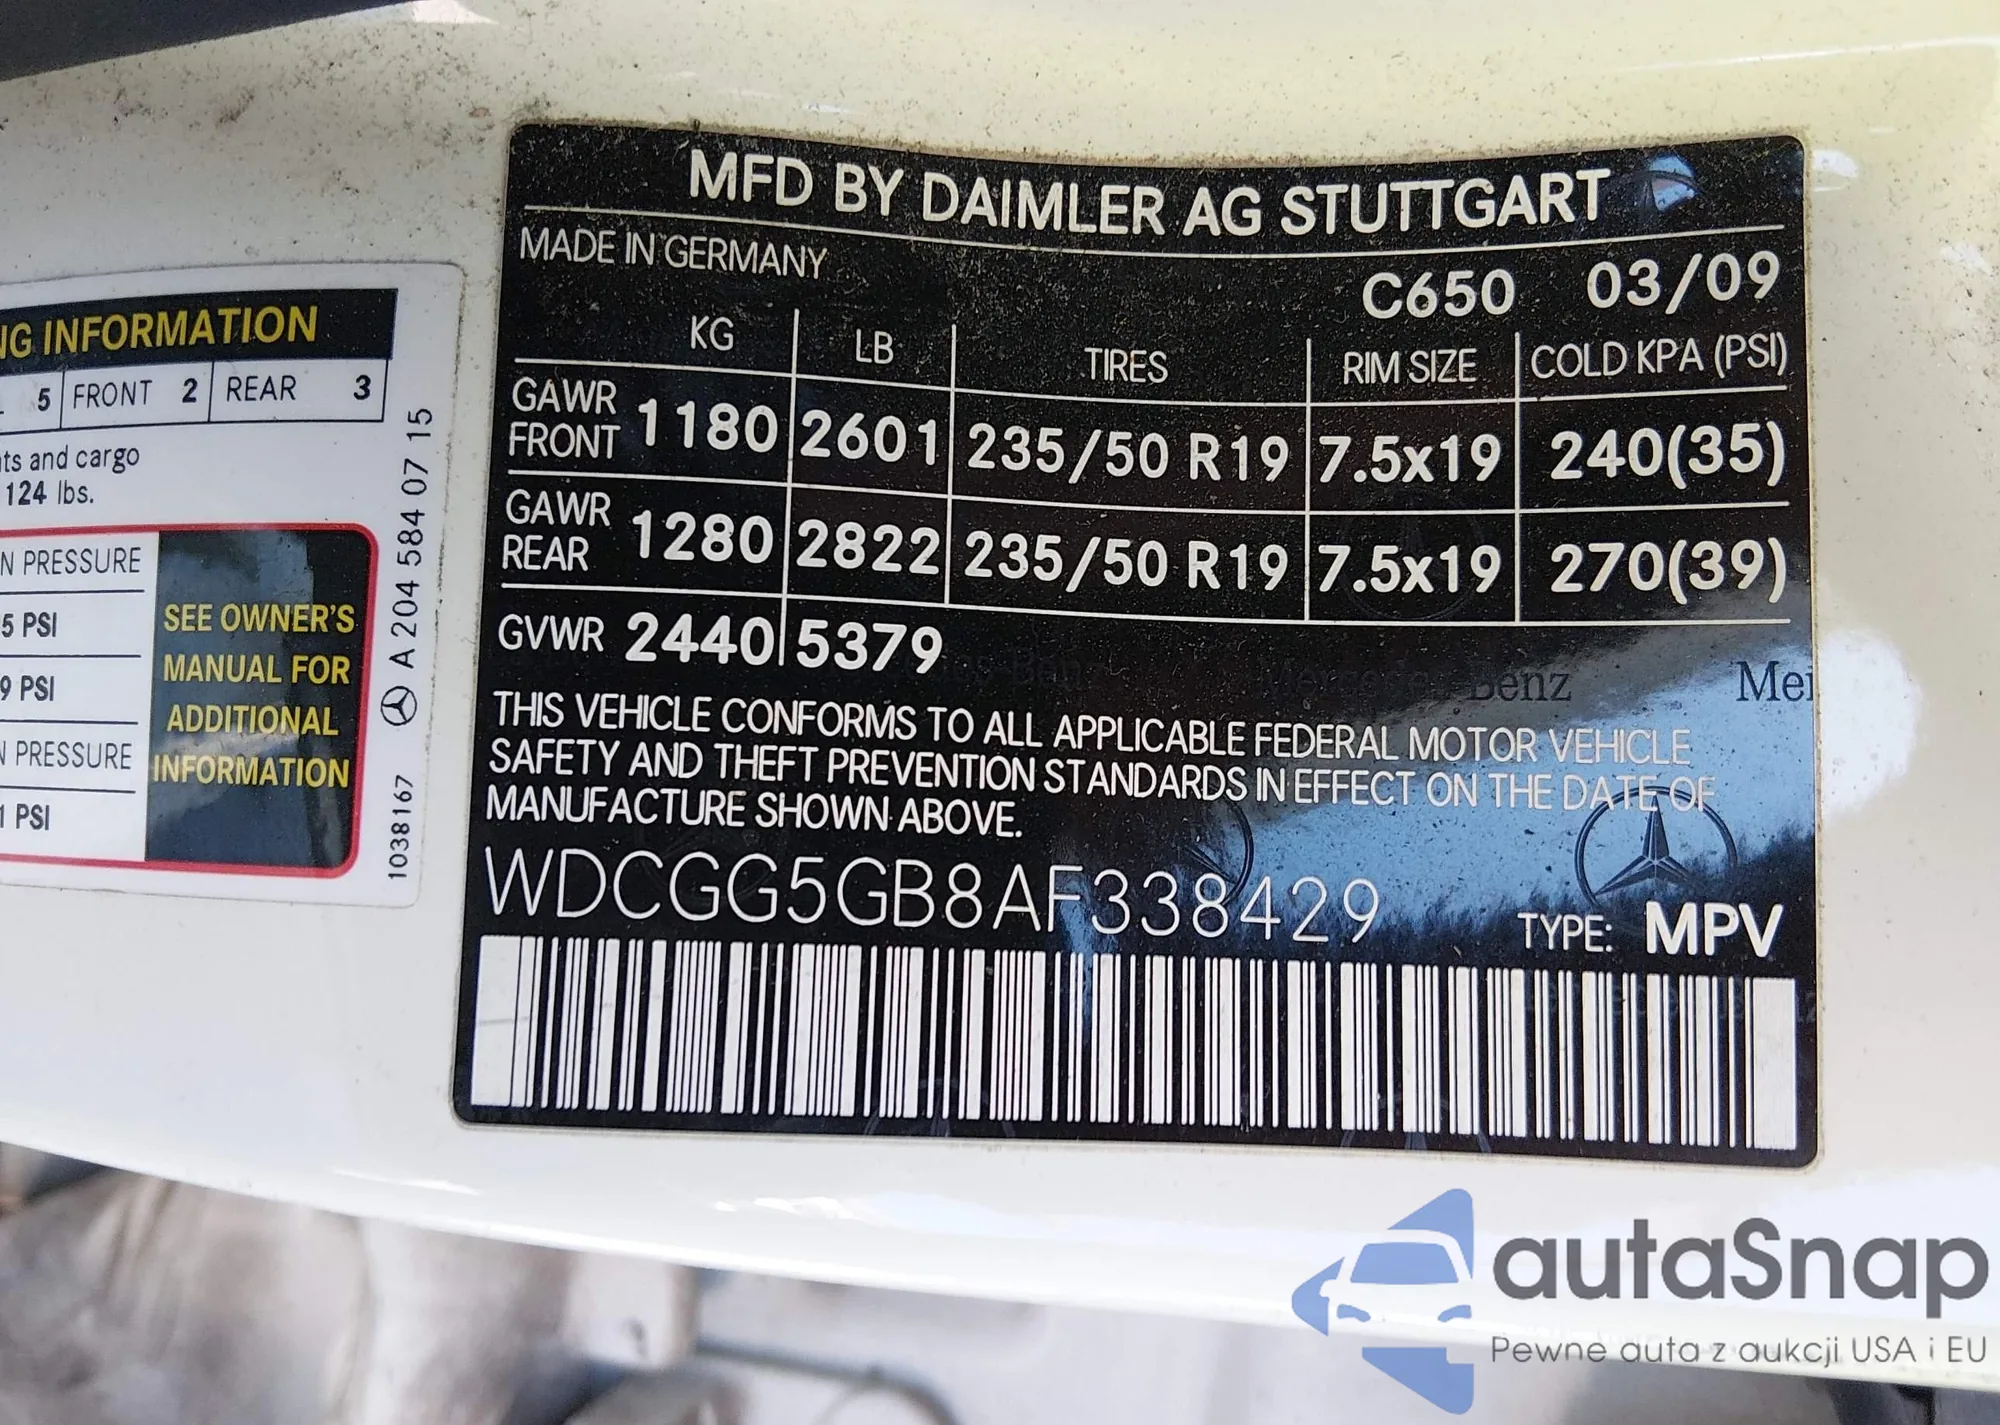 NG INFORMATION
5 FRONT 2 REAR 3
and cargo
124 lbs.
PRESSURE
5 PSI
9 PSI
PRESSURE
1 PSI
SEE OWNER'S
MANUAL FOR
ADDITIONAL
INFORMATION
1038167 A 204 584 07 15
MFD BY DAIMLER AG STUTTGART
MADE IN GERMANY
C650 03/09
KG LB TIRES RIM SIZE COLD KPA (PSI)
GAWR
FRONT 1180 2601 235/50 R19 7.5x19 240(35)
GAWR
REAR 1280 2822 235/50 R19 7.5x19 270(39)
GVWR 2440 5379
Mercedes-Benz
THIS VEHICLE CONFORMS TO ALL APPLICABLE FEDERAL MOTOR VEHICLE
SAFETY AND THEFT PREVENTION STANDARDS IN EFFECT ON THE DATE OF
MANUFACTURE SHOWN ABOVE.
WDCGG5GB8AF338429
TYPE: MPV
autaSnap
Pewne auta z aukcji USA i EU